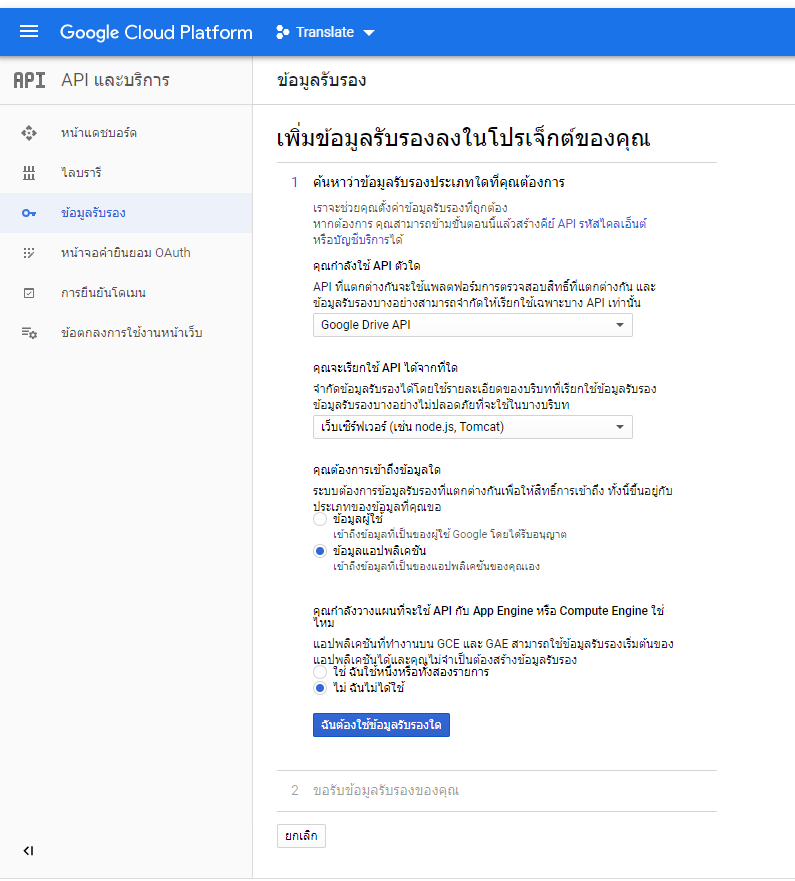 Google Cloud Platform
Translate
API
API และบริการ
ข้อมูลรับรอง
หน้าแดชบอร์ด
ไลบรารี
ข้อมูลรับรอง
หน้าจอคำยินยอม OAuth
การยืนยันโดเมน
ข้อตกลงการใช้งานหน้าเว็บ
เพิ่มข้อมูลรับรองลงในโปรเจ็กต์ของคุณ
1 ค้นหาว่าข้อมูลรับรองประเภทใดที่คุณต้องการ
เราจะช่วยคุณตั้งค่าข้อมูลรับรองที่ถูกต้อง
หากต้องการ คุณสามารถข้ามขั้นตอนนี้แล้วสร้างคีย์ API รหัสไคลเอ็นต์
หรือบัญชีบริการได้
คุณกำลังใช้ API ตัวใด
API ที่แตกต่างกันจะใช้แพลตฟอร์มการตรวจสอบสิทธิ์ที่แตกต่างกัน และ
ข้อมูลรับรองบางอย่างสามารถจำกัดให้เรียกใช้เฉพาะบาง API เท่านั้น
Google Drive API
คุณจะเรียกใช้ API ได้จากที่ใด
จำกัดข้อมูลรับรองได้โดยใช้รายละเอียดของบริบทที่เรียกใช้ข้อมูลรับรอง
ข้อมูลรับรองบางอย่างไม่ปลอดภัยที่จะใช้ในบางบริบท
เว็บเซิร์ฟเวอร์ (เช่น node.js, Tomcat)
คุณต้องการเข้าถึงข้อมูลใด
ระบบต้องการข้อมูลรับรองที่แตกต่างกันเพื่อให้สิทธิ์การเข้าถึง ทั้งนี้ขึ้นอยู่กับ
ประเภทของข้อมูลที่คุณขอ
ข้อมูลผู้ใช้
เข้าถึงข้อมูลที่เป็นของผู้ใช้ Google โดยได้รับอนุญาต
ข้อมูลแอปพลิเคชัน
เข้าถึงข้อมูลที่เป็นของแอปพลิเคชันของคุณเอง
คุณกำลังวางแผนที่จะใช้ API กับ App Engine หรือ Compute Engine ใช่
ไหม
แอปพลิเคชันที่ทำงานบน GCE และ GAE สามารถใช้ข้อมูลรับรองเริ่มต้นของ
แอปพลิเคชันได้และคุณไม่จำเป็นต้องสร้างข้อมูลรับรอง
ใช่ ฉันใช้หนึ่งหรือทั้งสองรายการ
ไม่ ฉันไม่ได้ใช้
ฉันต้องใช้ข้อมูลรับรองใด
2 ขอรับข้อมูลรับรองของคุณ
ยกเลิก